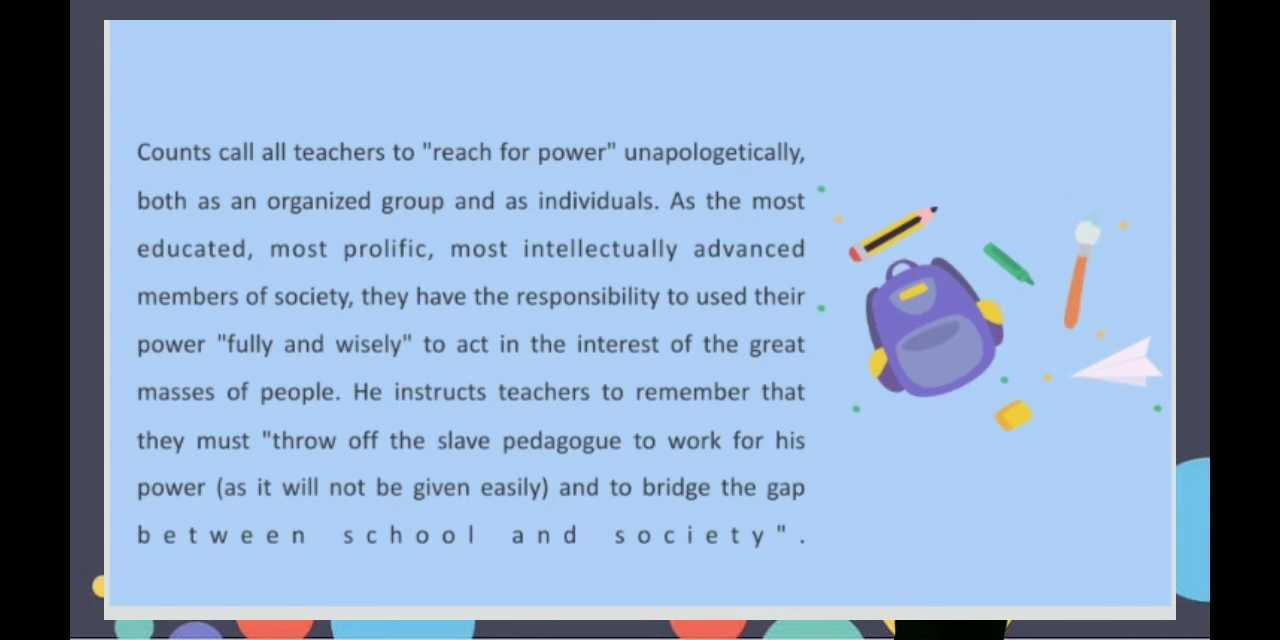 Counts call all teachers to "reach for power" unapologetically,
both as an organized group and as individuals. As the most
educated, most prolific, most intellectually advanced
members of society, they have the responsibility to used their
power "fully and wisely" to act in the interest of the great
masses of people. He instructs teachers to remember that
they must "throw off the slave pedagogue to work for his
power (as it will not be given easily) and to bridge the gap
between school and society".